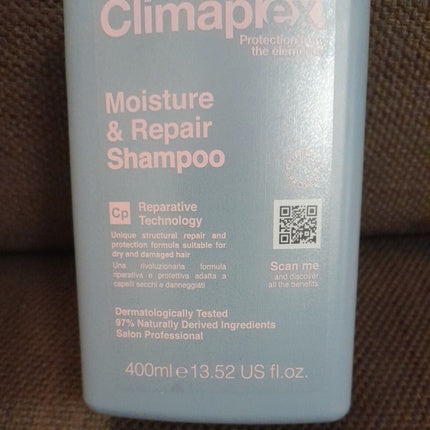 Climaplex
Protection from
the elements
Moisture
& Repair
Shampoo
Cp
Reparative
Technology
Unique structural repair and
protection formula suitable for
dry and damaged hair
Una rivoluzionaria formula
riparativa e protettiva adatta a
capelli secchi e danneggiati
Scan me
and discover
all the benefits
Dermatologically Tested
97% Naturally Derived Ingredients
Salon Professional
400ml e 13.52 US fl.oz.